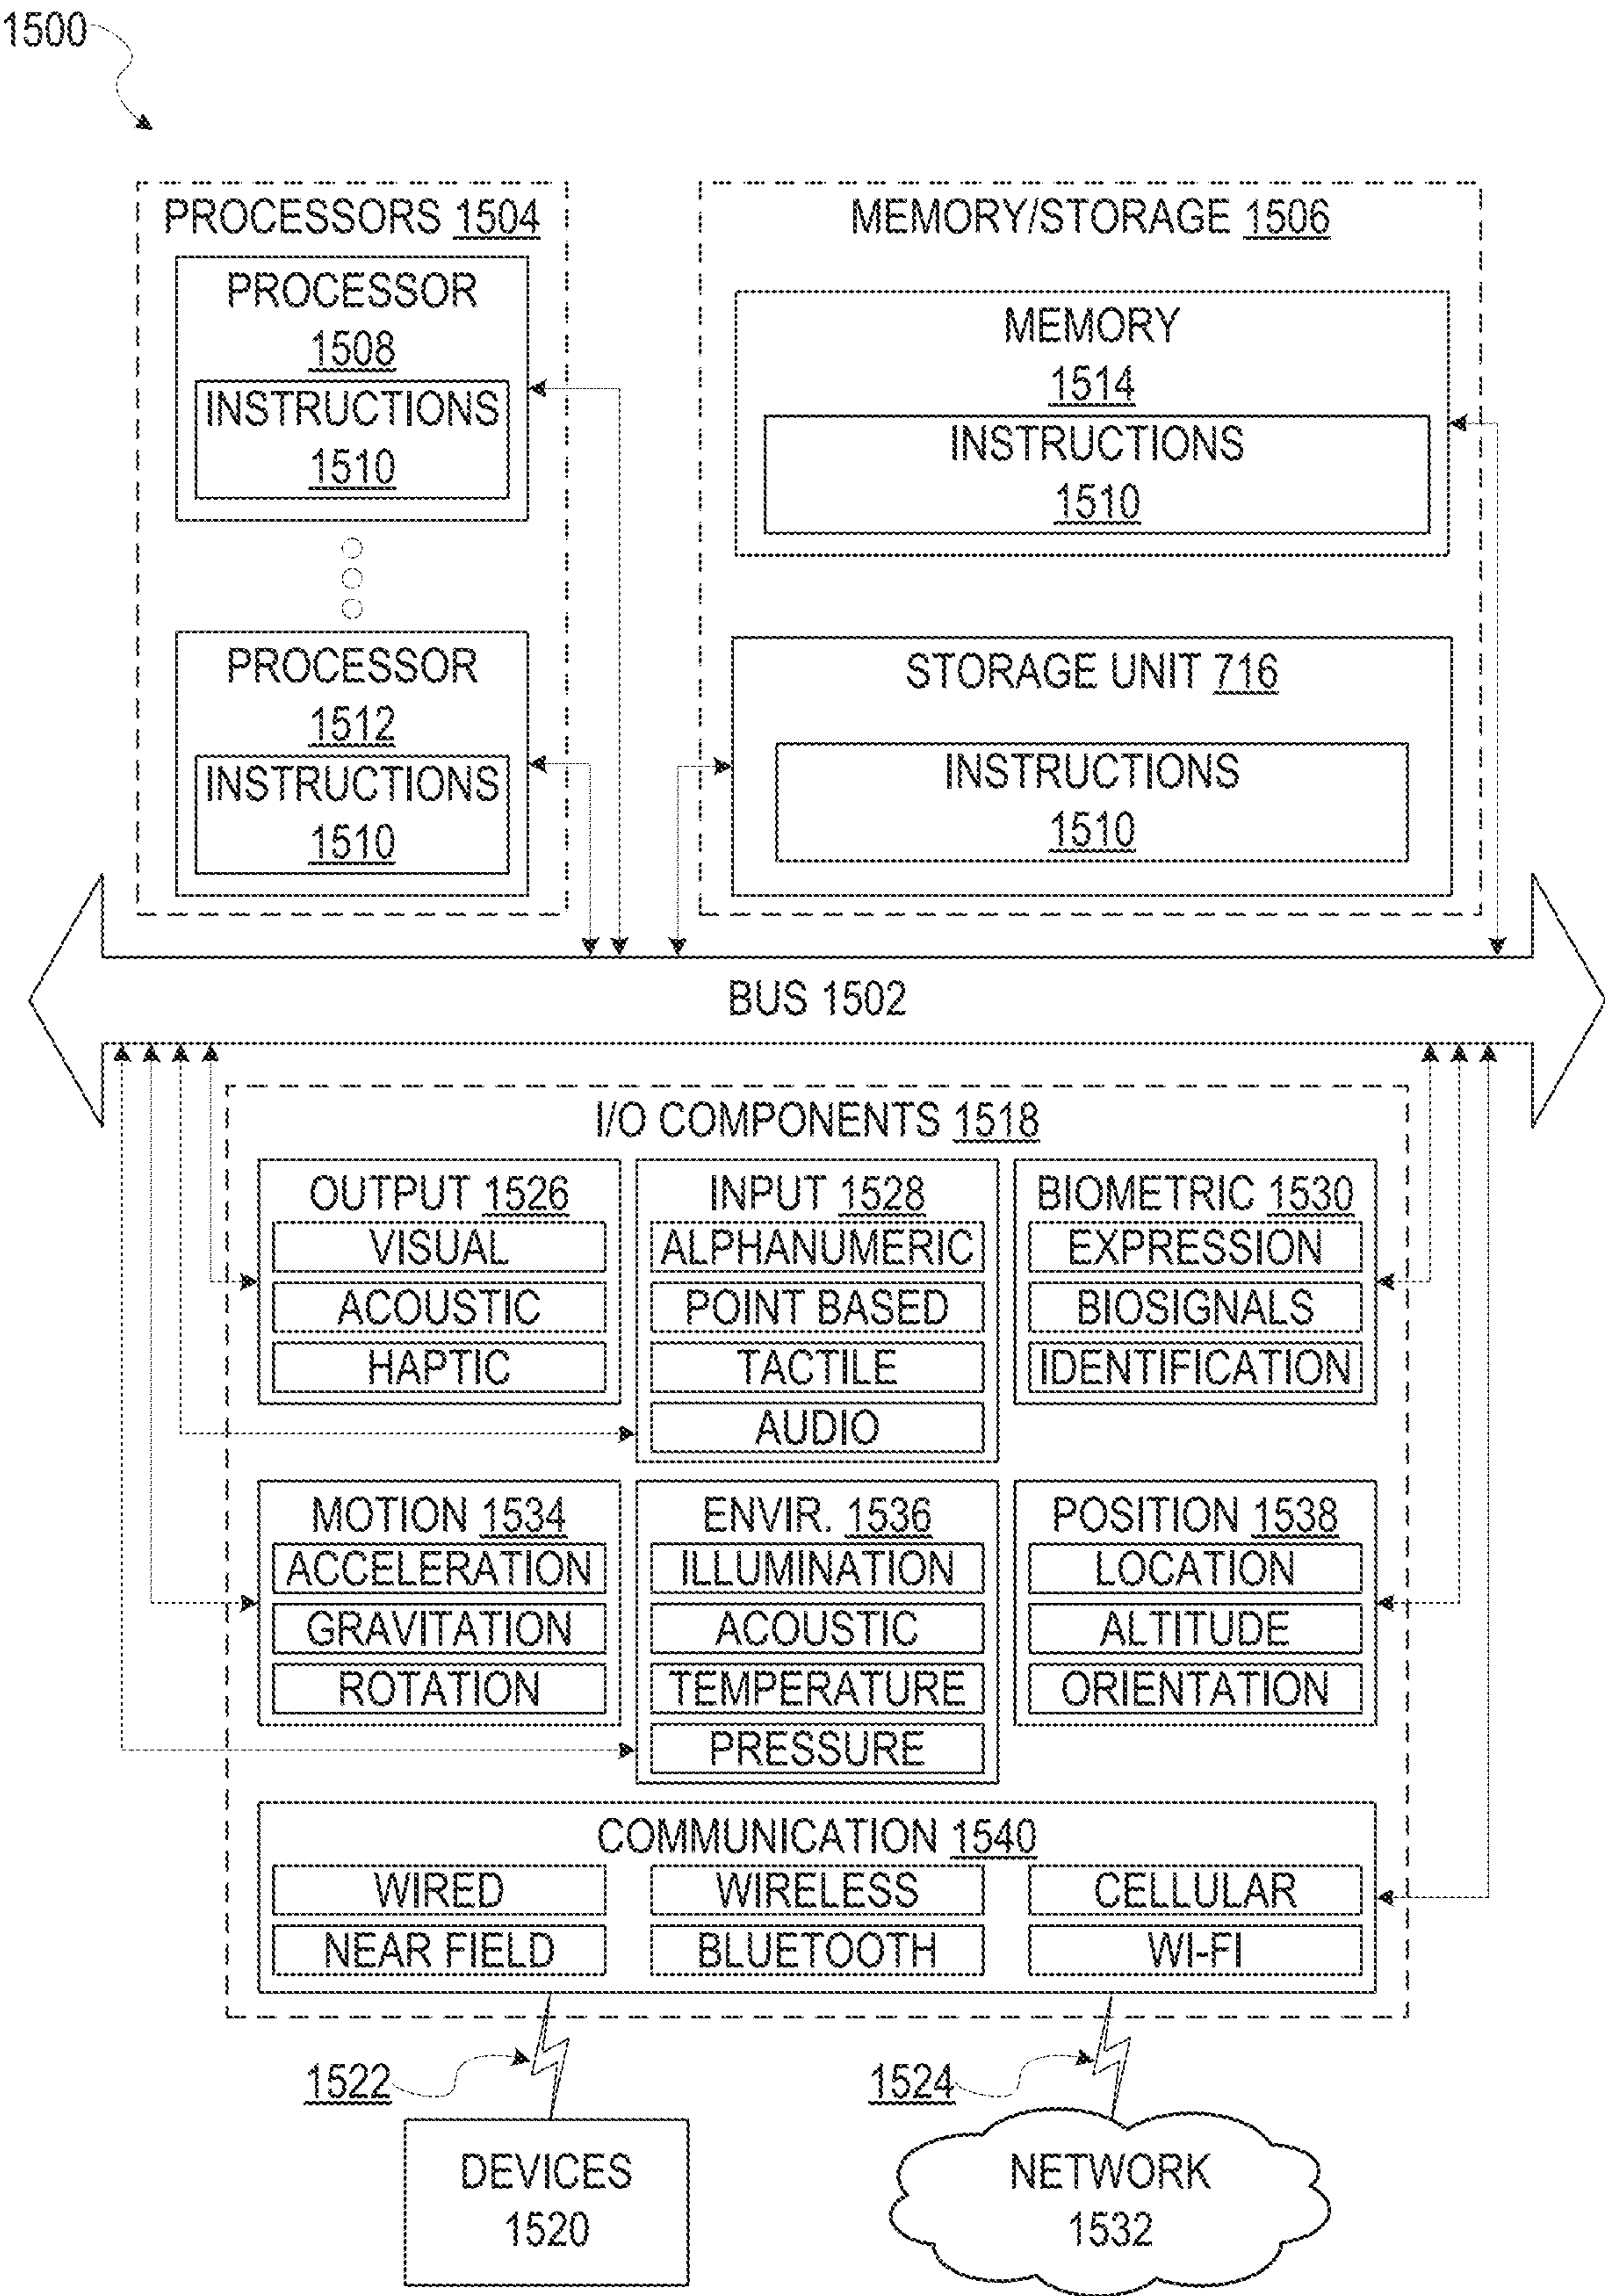 1500
PROCESSORS 1504
PROCESSOR
1508
INSTRUCTIONS
1510
PROCESSOR
1512
INSTRUCTIONS
1510
MEMORY/STORAGE 1506
MEMORY
1514
INSTRUCTIONS
1510
STORAGE UNIT 716
INSTRUCTIONS
1510
BUS 1502
I/O COMPONENTS 1518
OUTPUT 1526
VISUAL
ACOUSTIC
HAPTIC
INPUT 1528
ALPHANUMERIC
POINT BASED
TACTILE
AUDIO
BIOMETRIC 1530
EXPRESSION
BIOSIGNALS
IDENTIFICATION
MOTION 1534
ACCELERATION
GRAVITATION
ROTATION
ENVIR. 1536
ILLUMINATION
ACOUSTIC
TEMPERATURE
PRESSURE
POSITION 1538
LOCATION
ALTITUDE
ORIENTATION
COMMUNICATION 1540
WIRED
WIRELESS
CELLULAR
NEAR FIELD
BLUETOOTH
WI-FI
1522
1524
DEVICES
1520
NETWORK
1532